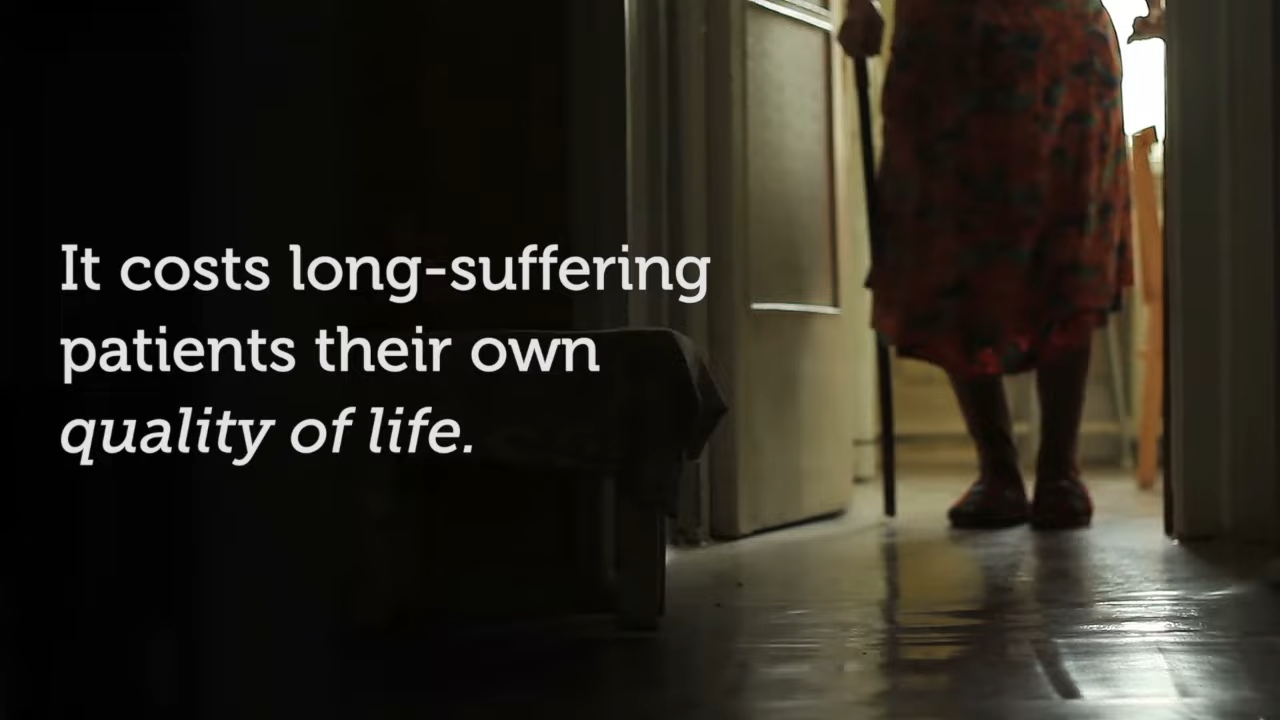 It costs long-suffering
patients their own
quality of life.